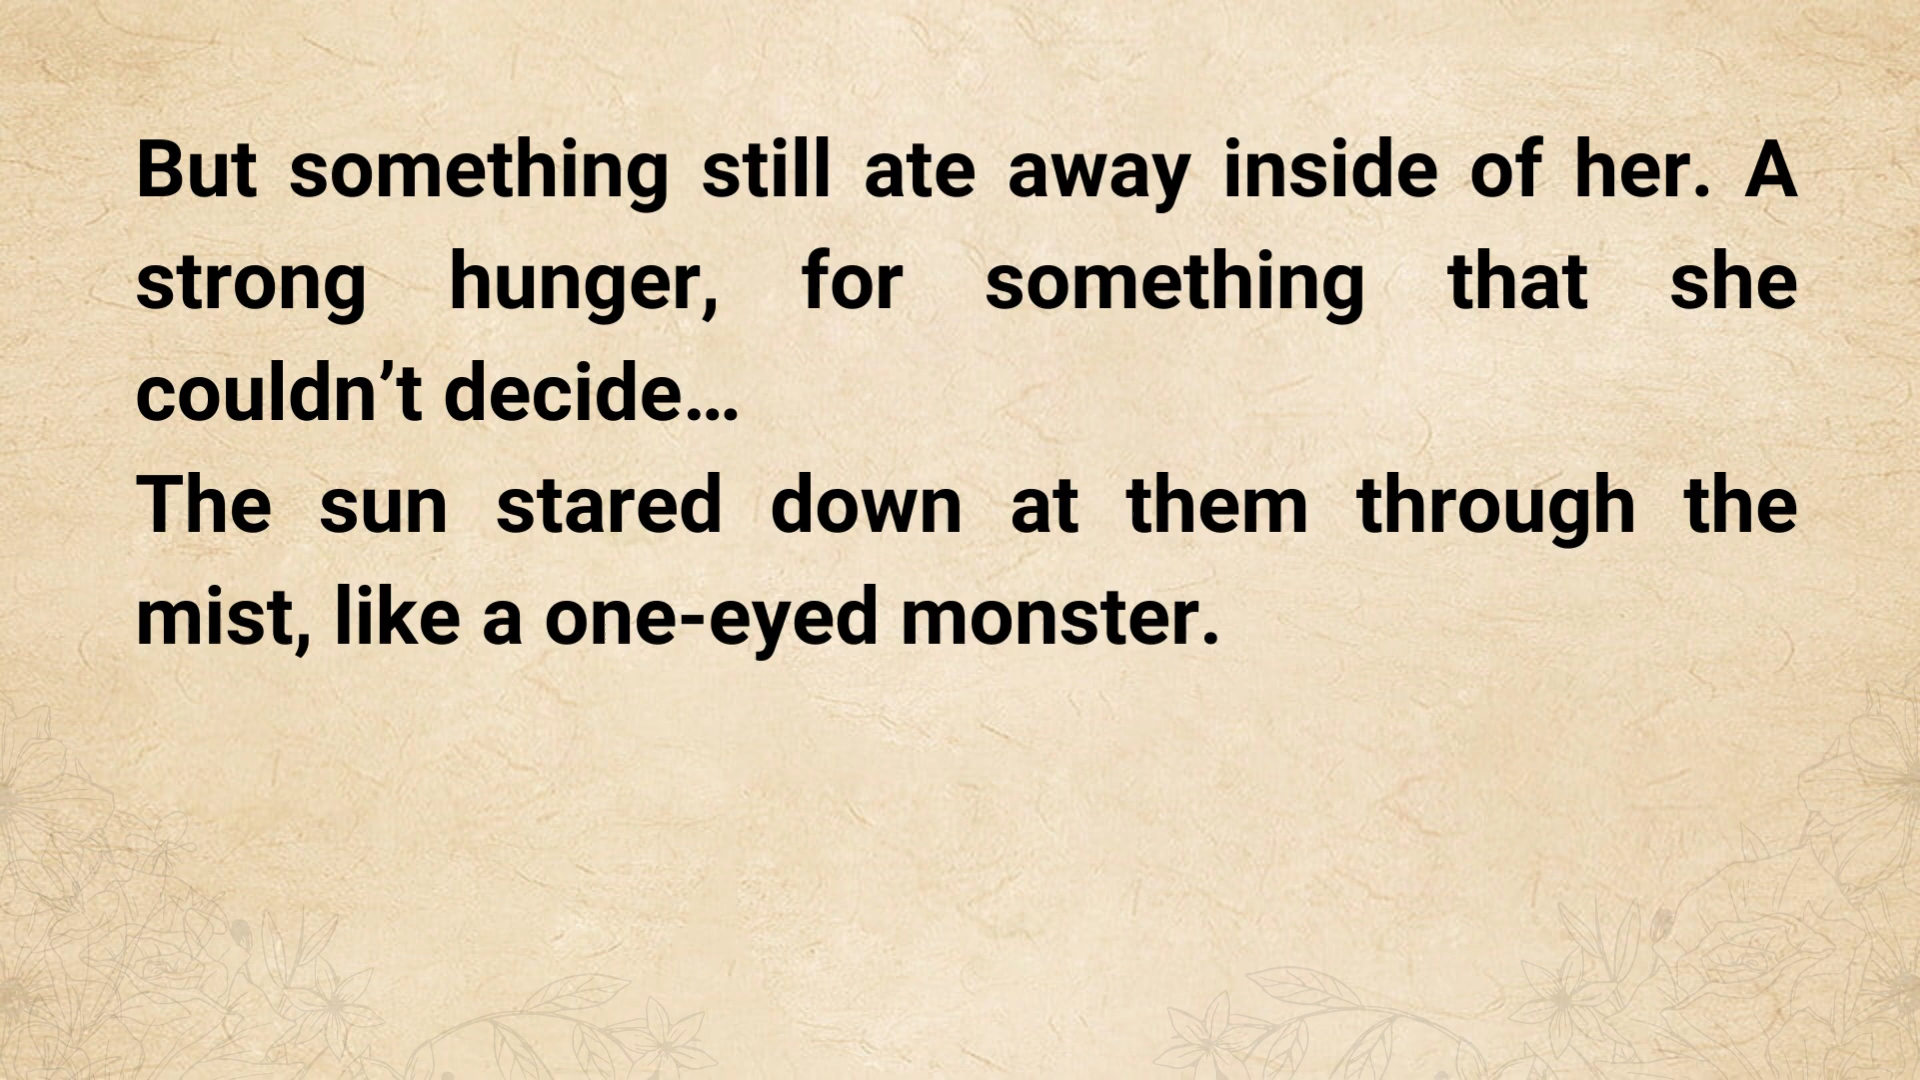 But something still ate away inside of her. A
strong hunger, for something that she
couldn’t decide…
The sun stared down at them through the
mist, like a one-eyed monster.